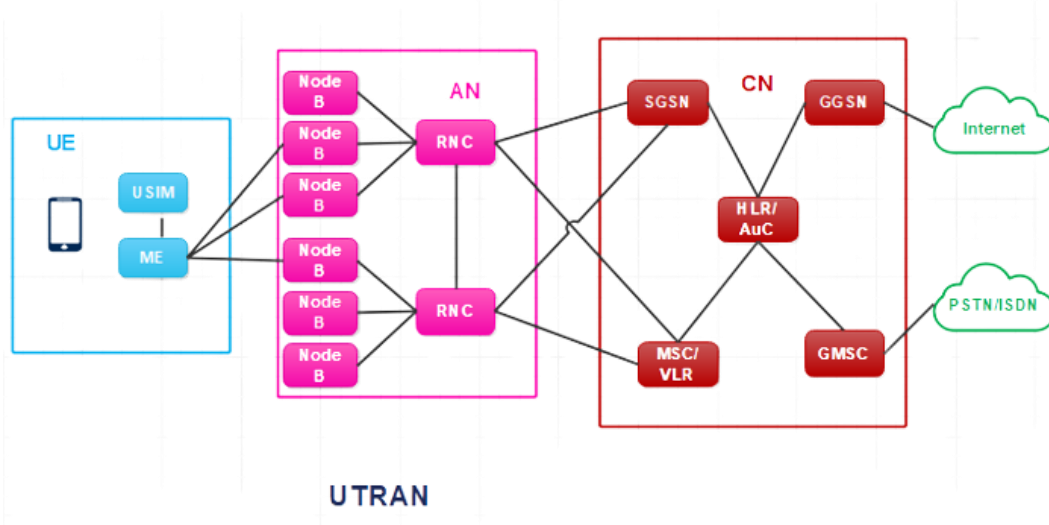 UE
USIM
ME
AN
Node
B
Node
B
Node
B
Node
B
Node
B
Node
B
RNC
RNC
CN
SGSN
GGSN
HLR/
AuC
MSC/
VLR
GMSC
Internet
PSTN/ISDN
UTRAN